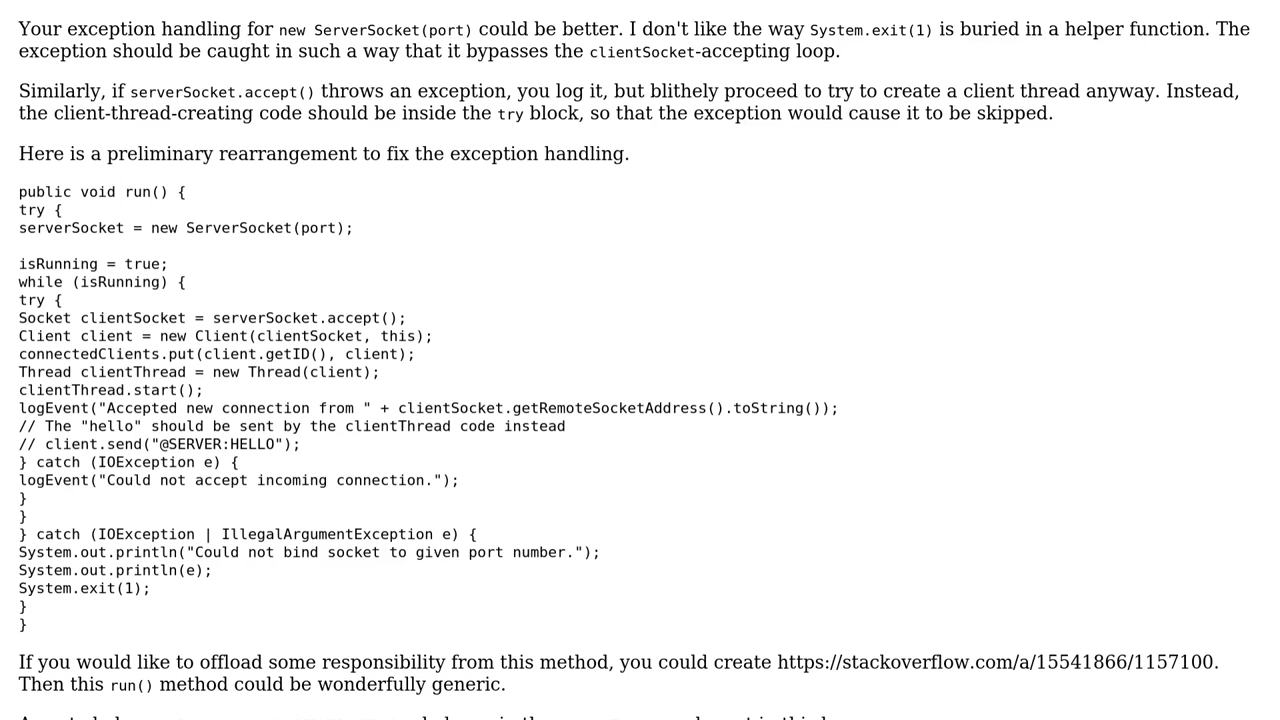 Your exception handling for new ServerSocket(port) could be better. I don't like the way System.exit(1) is buried in a helper function. The
exception should be caught in such a way that it bypasses the clientSocket-accepting loop.
Similarly, if serverSocket.accept() throws an exception, you log it, but blithely proceed to try to create a client thread anyway. Instead,
the client-thread-creating code should be inside the try block, so that the exception would cause it to be skipped.
Here is a preliminary rearrangement to fix the exception handling.
public void run() {
try {
serverSocket = new ServerSocket(port);
isRunning = true;
while (isRunning) {
try {
Socket clientSocket = serverSocket.accept();
Client client = new Client(clientSocket, this);
connectedClients.put(client.getID(), client);
Thread clientThread = new Thread(client);
clientThread.start();
logEvent("Accepted new connection from " + clientSocket.getRemoteSocketAddress().toString());
// The "hello" should be sent by the clientThread code instead
// client.send("@SERVER:HELLO");
} catch (IOException e) {
logEvent("Could not accept incoming connection.");
}
}
} catch (IOException | IllegalArgumentException e) {
System.out.println("Could not bind socket to given port number.");
System.out.println(e);
System.exit(1);
}
}
If you would like to offload some responsibility from this method, you could create https://stackoverflow.com/a/15541866/1157100.
Then this run() method could be wonderfully generic.